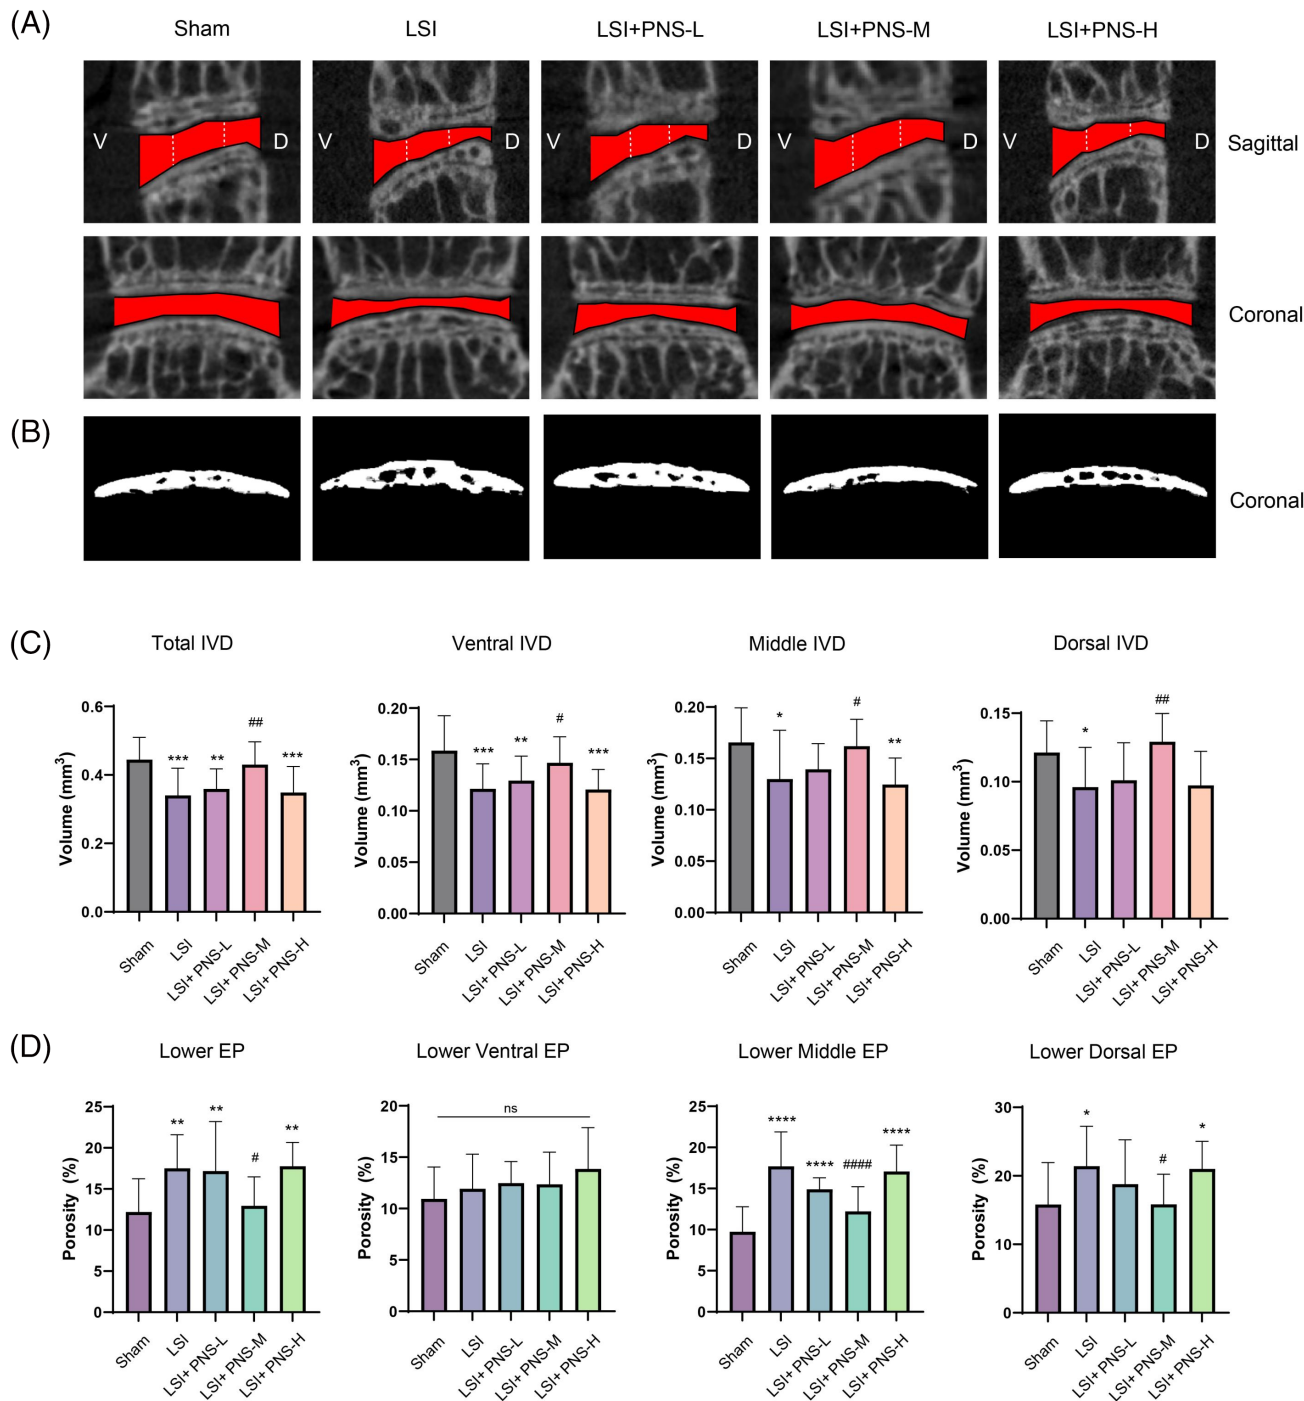 (A)
Sham LSI LSI+PNS-L LSI+PNS-M LSI+PNS-H
V D V D V D V D V D Sagittal
Coronal
(B)
Coronal
(C)
Total IVD Ventral IVD Middle IVD Dorsal IVD
Volume (mm³)
0.6
0.4
0.2
0.0
*** ** ## ***
Sham LSI LSI+ PNS-L LSI+ PNS-M LSI+ PNS-H
Volume (mm³)
0.20
0.15
0.10
0.05
0.00
*** ** # ***
Sham LSI LSI+ PNS-L LSI+ PNS-M LSI+ PNS-H
Volume (mm³)
0.20
0.15
0.10
0.05
0.00
* # **
Sham LSI LSI+ PNS-L LSI+ PNS-M LSI+ PNS-H
Volume (mm³)
0.15
0.10
0.05
0.00
* ##
Sham LSI LSI+ PNS-L LSI+ PNS-M LSI+ PNS-H
(D)
Lower EP Lower Ventral EP Lower Middle EP Lower Dorsal EP
Porosity (%)
25
20
15
10
5
0
** ** # **
Sham LSI LSI+ PNS-L LSI+ PNS-M LSI+ PNS-H
Porosity (%)
20
15
10
5
0
ns
Sham LSI LSI+ PNS-L LSI+ PNS-M LSI+ PNS-H
Porosity (%)
25
20
15
10
5
0
**** **** #### ****
Sham LSI LSI+ PNS-L LSI+ PNS-M LSI+ PNS-H
Porosity (%)
30
20
10
0
* # *
Sham LSI LSI+ PNS-L LSI+ PNS-M LSI+ PNS-H